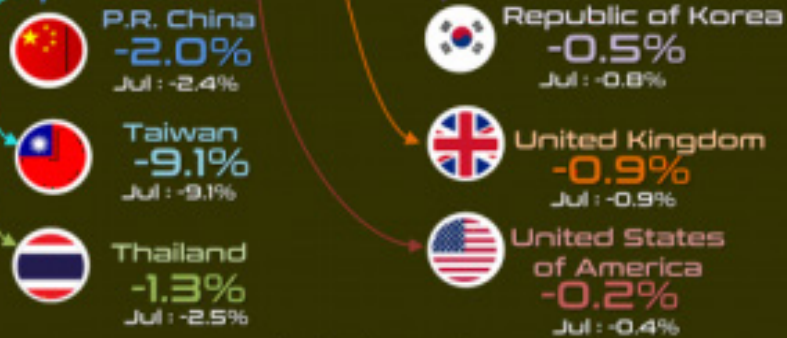 P.R. China
-2.0%
Jul : -2.4%
Taiwan
-9.1%
Jul : -9.1%
Thailand
-1.3%
Jul : -2.5%
Republic of Korea
-0.5%
Jul : -0.8%
United Kingdom
-0.9%
Jul : -0.9%
United States
of America
-0.2%
Jul : -0.4%